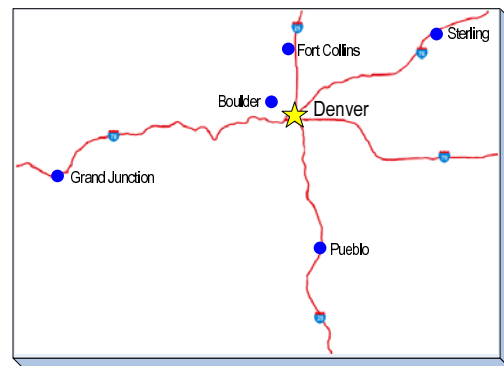 Sterling
Fort Collins
Boulder
Denver
Grand Junction
Pueblo